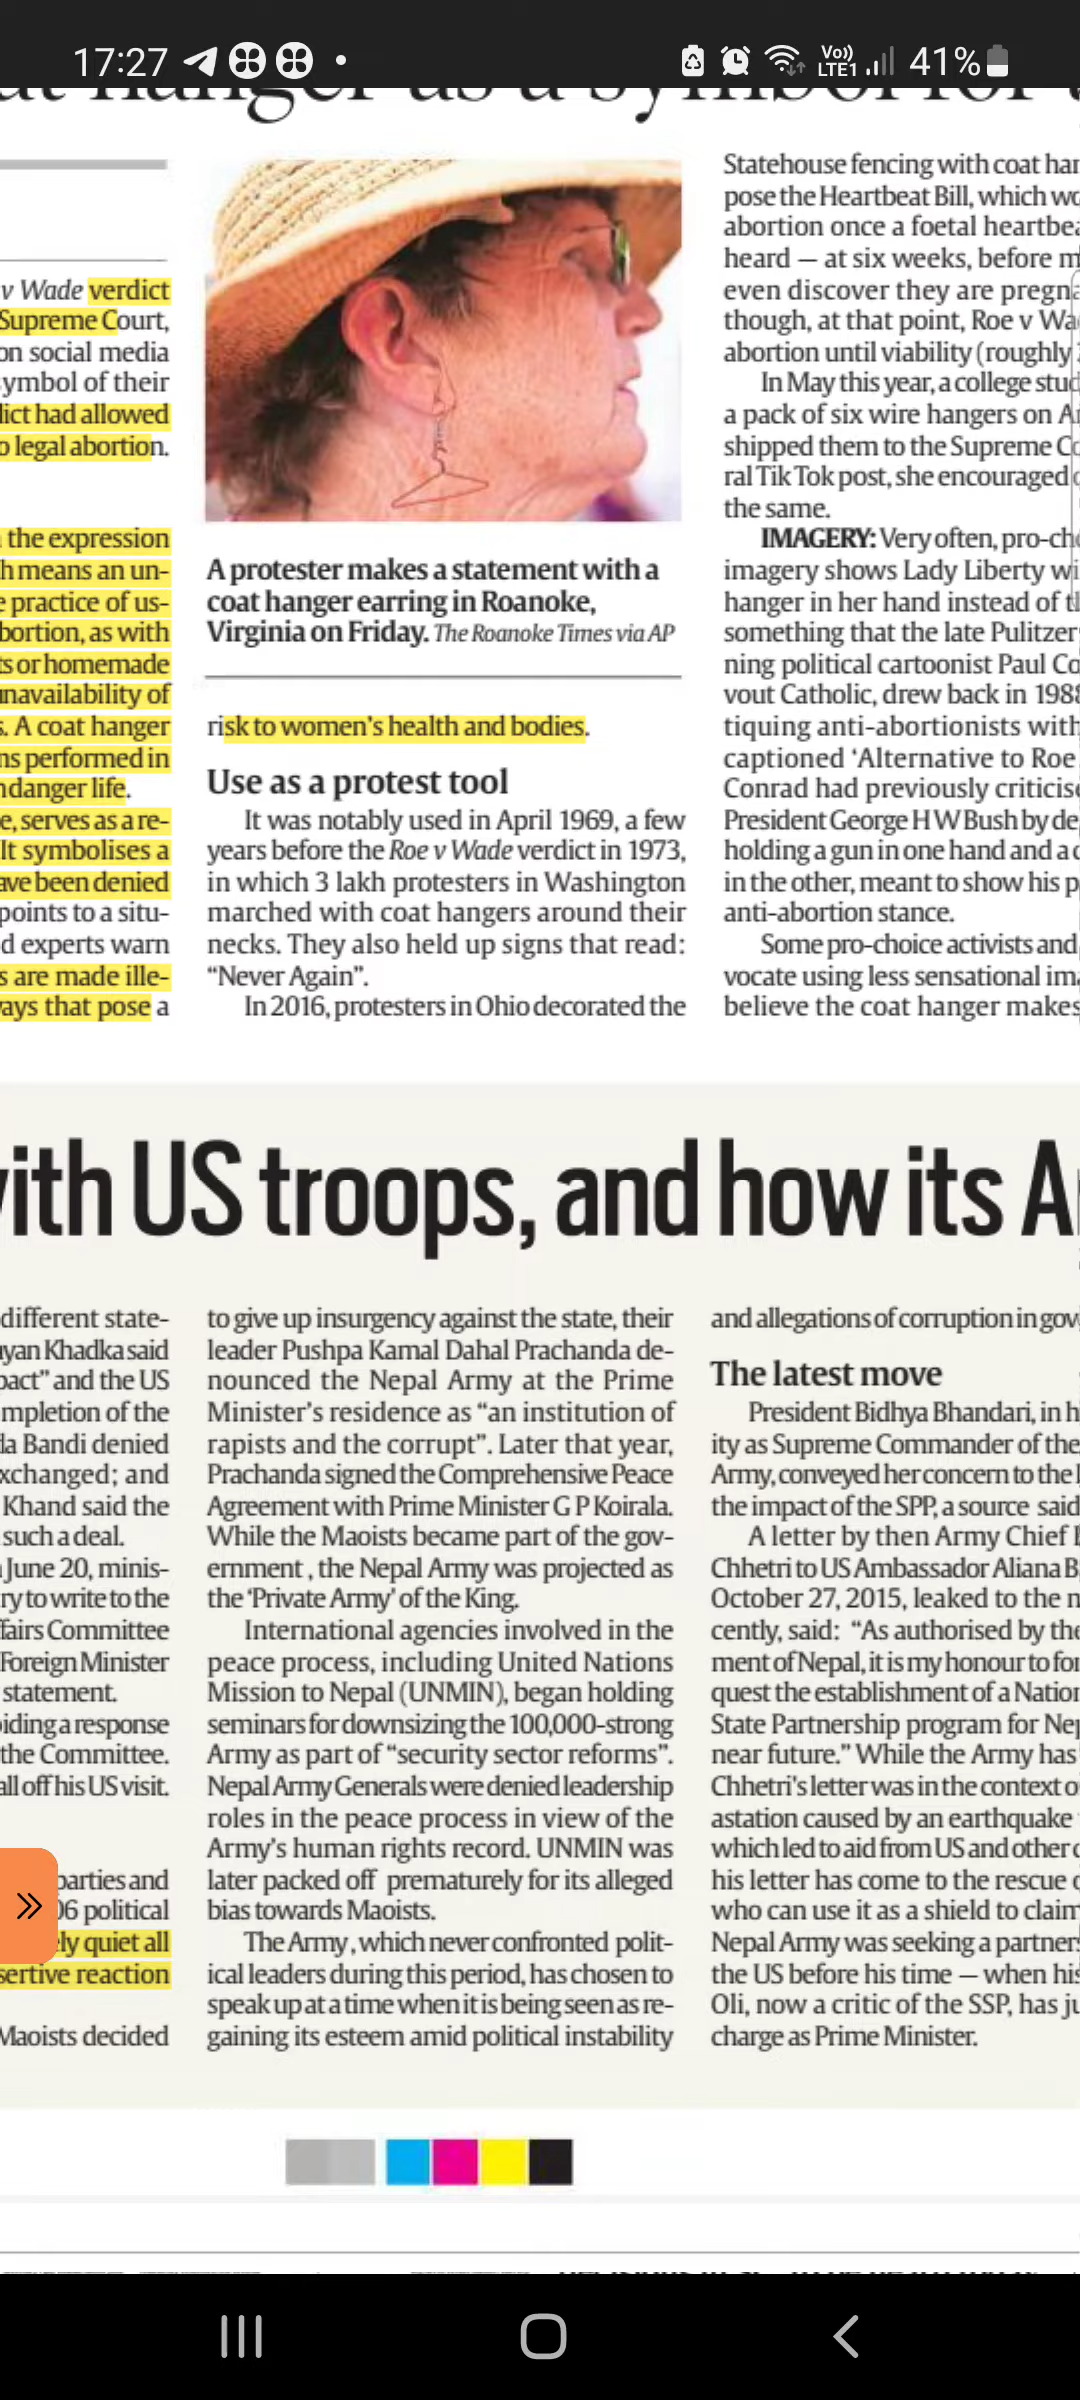 17:27
Vo))
LTE1
41%
hanger as a symbol for
v Wade verdict
Supreme Court,
on social media
symbol of their
had allowed
legal abortion.
the expression
means an un-
practice of us-
as with
or homemade
unavailability of
A coat hanger
performed in
danger life.
serves as a re-
It symbolises a
have been denied
points to a situ-
experts warn
are made ille-
ways that pose a
A protester makes a statement with a
coat hanger earring in Roanoke,
Virginia on Friday. The Roanoke Times via AP
risk to women's health and bodies.
Use as a protest tool
It was notably used in April 1969, a few
years before the Roe v Wade verdict in 1973,
in which 3 lakh protesters in Washington
marched with coat hangers around their
necks. They also held up signs that read:
“Never Again”.
In 2016, protesters in Ohio decorated the
Statehouse fencing with coat
pose the Heartbeat Bill, which
abortion once a foetal
heard — at six weeks, before
even discover they are
though, at that point, Roe v
abortion until viability (roughly
In May this year, a college
a pack of six wire hangers on
shipped them to the Supreme
ral TikTok post, she encouraged
the same.
IMAGERY: Very often,
imagery shows Lady Liberty
hanger in her hand instead of
something that the late Pulitzer
ning political cartoonist Paul
vout Catholic, drew back in
tiquing anti-abortionists with
captioned ‘Alternative to Roe
Conrad had previously
President George H W Bush by
holding a gun in one hand and a
in the other, meant to show his
anti-abortion stance.
Some pro-choice activists
vocate using less sensational
believe the coat hanger makes
with US troops, and how its
different state-
Khadka said
and the US
completion of the
Bandi denied
exchanged; and
Khand said the
such a deal.
June 20, minis-
to write to the
Committee
Foreign Minister
statement.
a response
the Committee.
off his US visit.
parties and
political
quiet all
reaction
Maoists decided
to give up insurgency against the state, their
leader Pushpa Kamal Dahal Prachanda de-
nounced the Nepal Army at the Prime
Minister's residence as “an institution of
rapists and the corrupt”. Later that year,
Prachanda signed the Comprehensive Peace
Agreement with Prime Minister G P Koirala.
While the Maoists became part of the gov-
ernment , the Nepal Army was projected as
the ‘Private Army’ of the King.
International agencies involved in the
peace process, including United Nations
Mission to Nepal (UNMIN), began holding
seminars for downsizing the 100,000-strong
Army as part of “security sector reforms”.
Nepal Army Generals were denied leadership
roles in the peace process in view of the
Army's human rights record. UNMIN was
later packed off prematurely for its alleged
bias towards Maoists.
The Army , which never confronted polit-
ical leaders during this period, has chosen to
speak up at a time when it is being seen as re-
gaining its esteem amid political instability
and allegations of corruption in
The latest move
President Bidhya Bhandari, in
ity as Supreme Commander of the
Army, conveyed her concern to the
the impact of the SPP, a source said
A letter by then Army Chief
Chhetri to US Ambassador Aliana
October 27, 2015, leaked to the
cently, said: “As authorised by the
ment of Nepal, it is my honour to
quest the establishment of a
State Partnership program for
near future.” While the Army has
Chhetri's letter was in the context
astation caused by an earthquake
which led to aid from US and other
his letter has come to the rescue
who can use it as a shield to claim
Nepal Army was seeking a
the US before his time — when his
Oli, now a critic of the SSP, has
charge as Prime Minister.